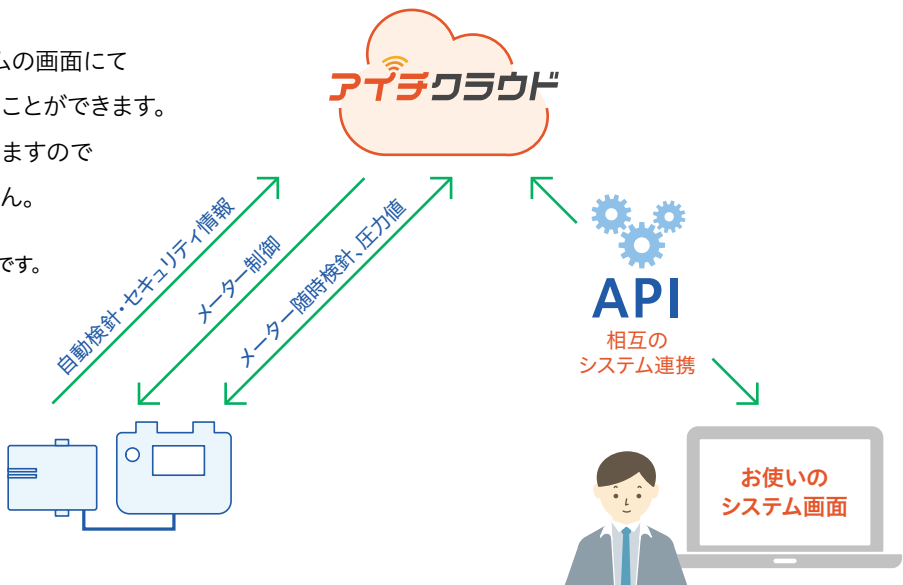 ムの画面にて
ことができます。
ますので
ん。
です。
アイチクラウド
自動検針・セキュリティ情報
メーター制御
メーター随時検針、圧力値
API
相互の
システム連携
お使いの
システム画面